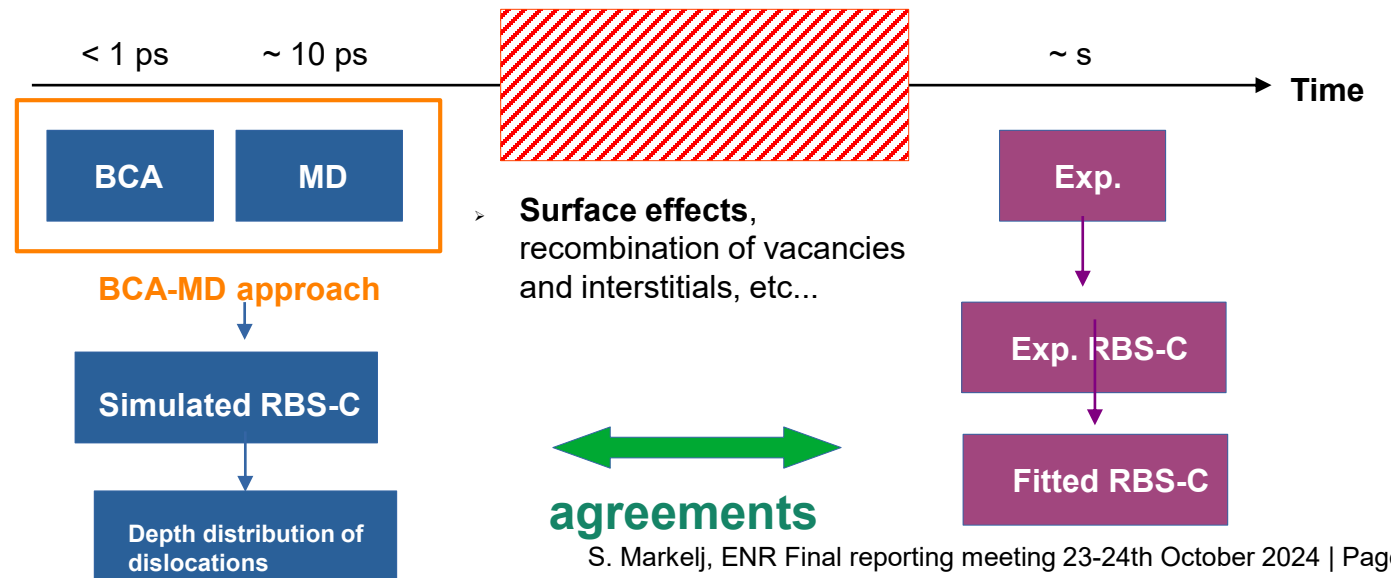 < 1 ps
~ 10 ps
~ s
Time
BCA
MD
Exp.
➢ Surface effects,
recombination of vacancies
and interstitials, etc...
BCA-MD approach
Exp. RBS-C
Simulated RBS-C
Fitted RBS-C
agreements
Depth distribution of
dislocations
S. Markelj, ENR Final reporting meeting 23-24th October 2024 | Page